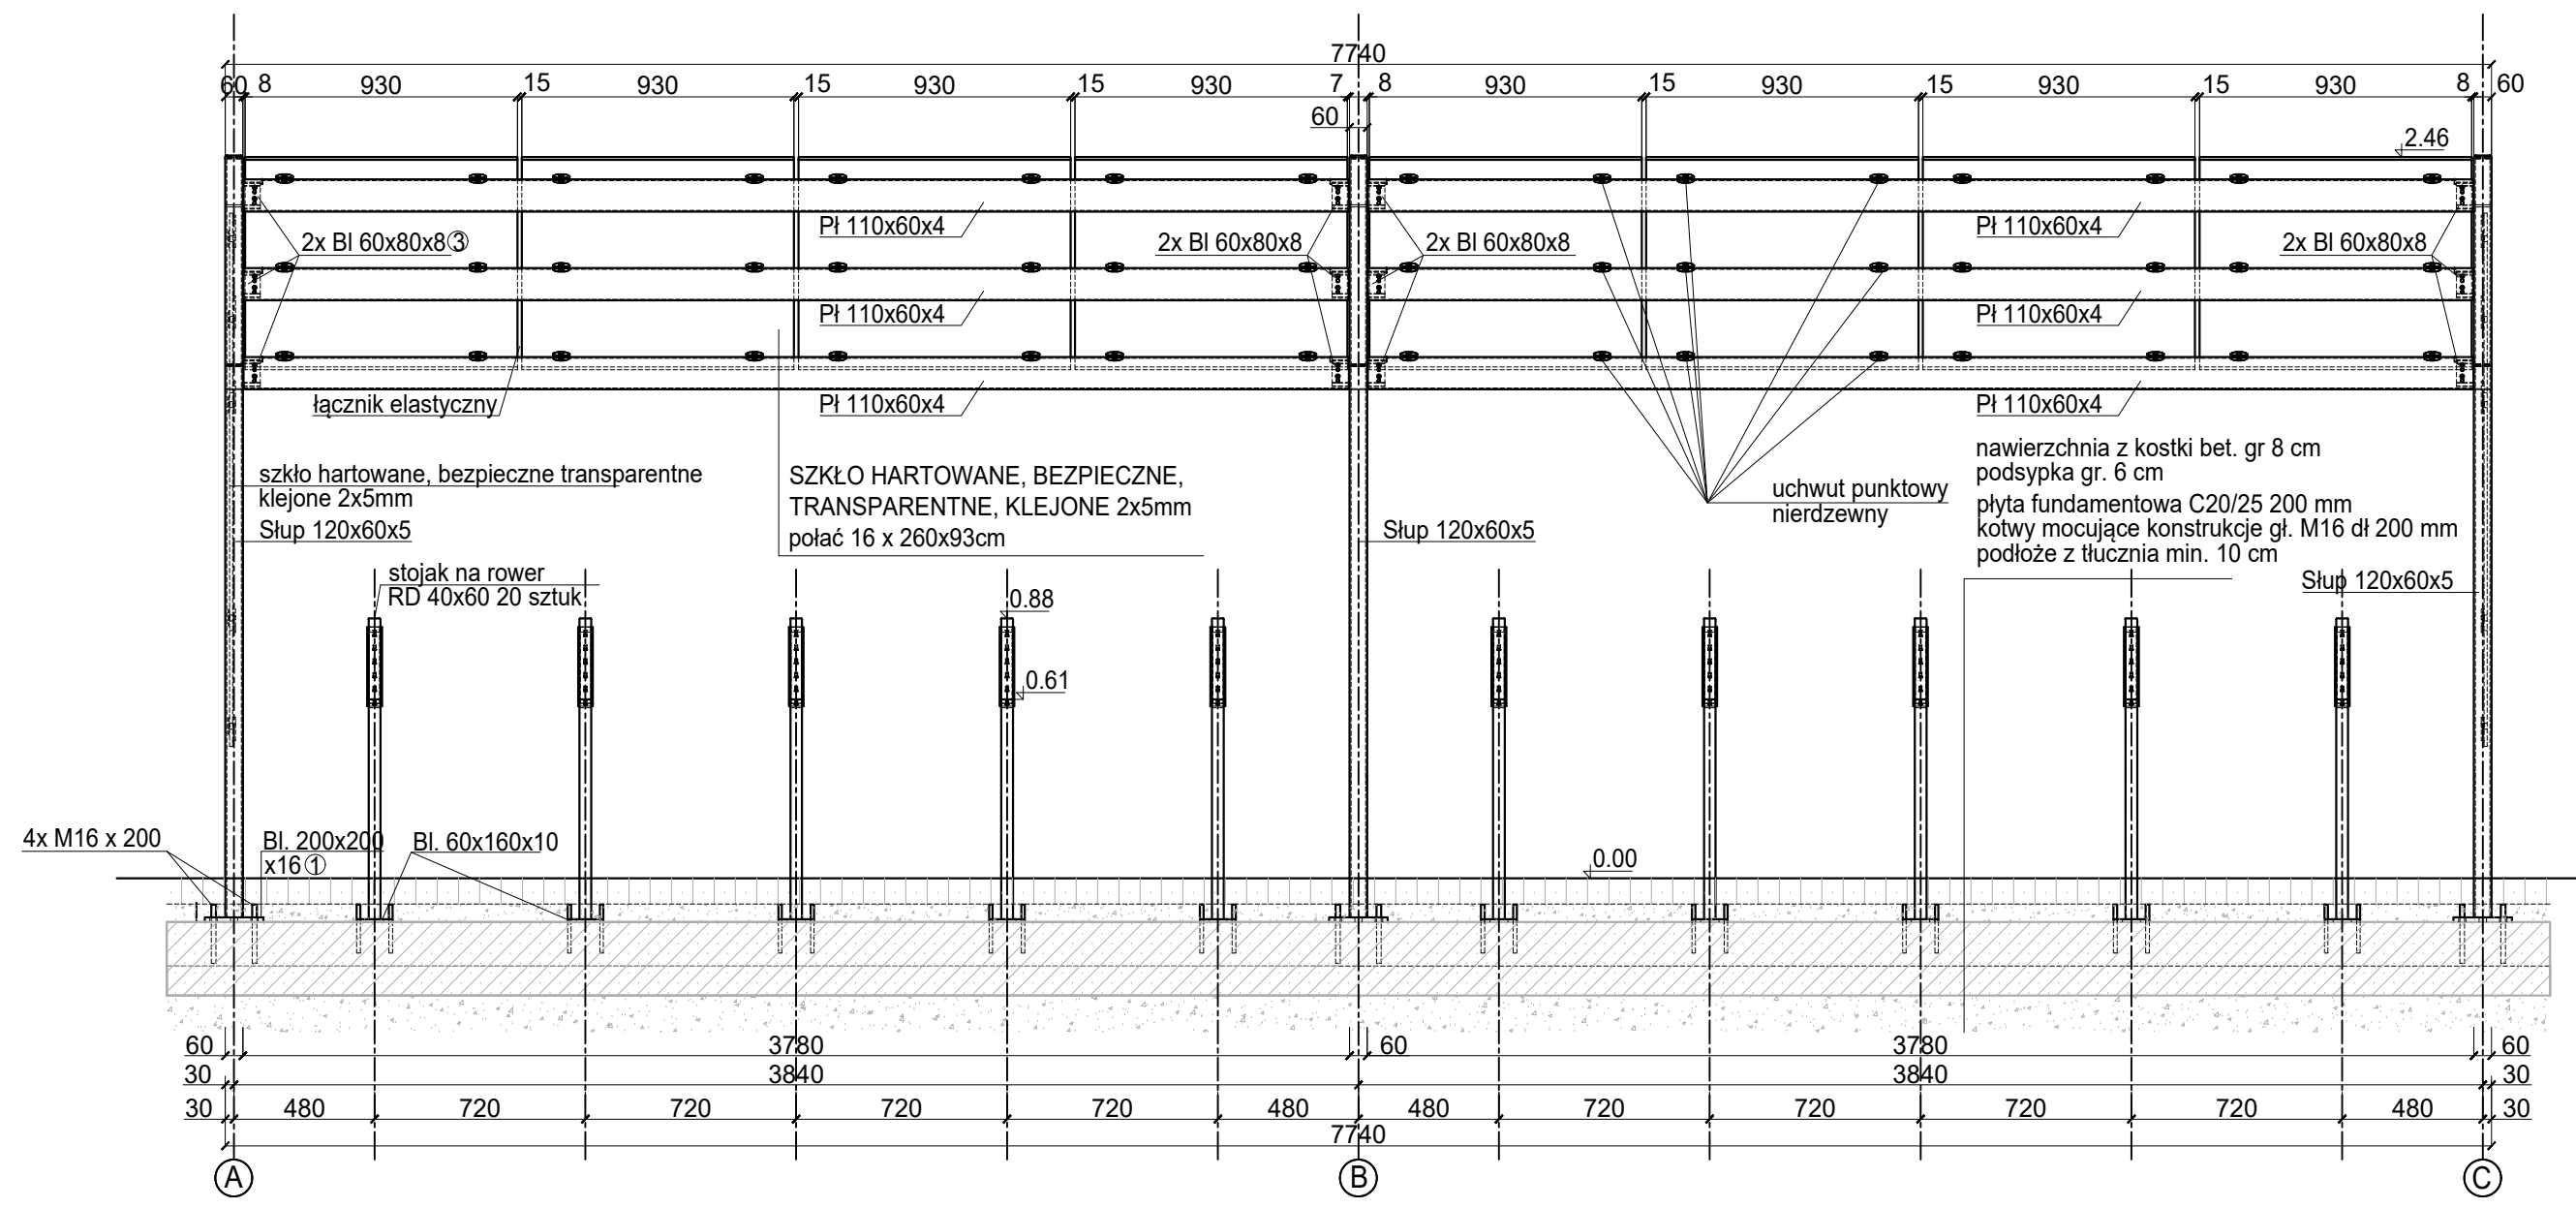 7740
60 8 930 15 930 15 930 15 930 7 8 930 15 930 15 930 15 930 8 60
60
2.46
Pł 110x60x4 Pł 110x60x4
2x Bl 60x80x8 ③ 2x Bl 60x80x8 2x Bl 60x80x8 2x Bl 60x80x8
Pł 110x60x4 Pł 110x60x4
łącznik elastyczny Pł 110x60x4 Pł 110x60x4
szkło hartowane, bezpieczne transparentne
klejone 2x5mm
Słup 120x60x5
SZKŁO HARTOWANE, BEZPIECZNE,
TRANSPARENTNE, KLEJONE 2x5mm
połać 16 x 260x93cm
Słup 120x60x5
uchwut punktowy
nierdzewny
nawierzchnia z kostki bet. gr 8 cm
podsypka gr. 6 cm
płyta fundamentowa C20/25 200 mm
kotwy mocujące konstrukcje gł. M16 dł 200 mm
podłoże z tłucznia min. 10 cm
Słup 120x60x5
stojak na rower
RD 40x60 20 sztuk
0.88
0.61
4x M16 x 200
Bl. 200x200
x16 ①
Bl. 60x160x10
0.00
60 3780 60 3780 60
30 3840 3840 30
30 480 720 720 720 720 480 480 720 720 720 720 480 30
7740
A B C